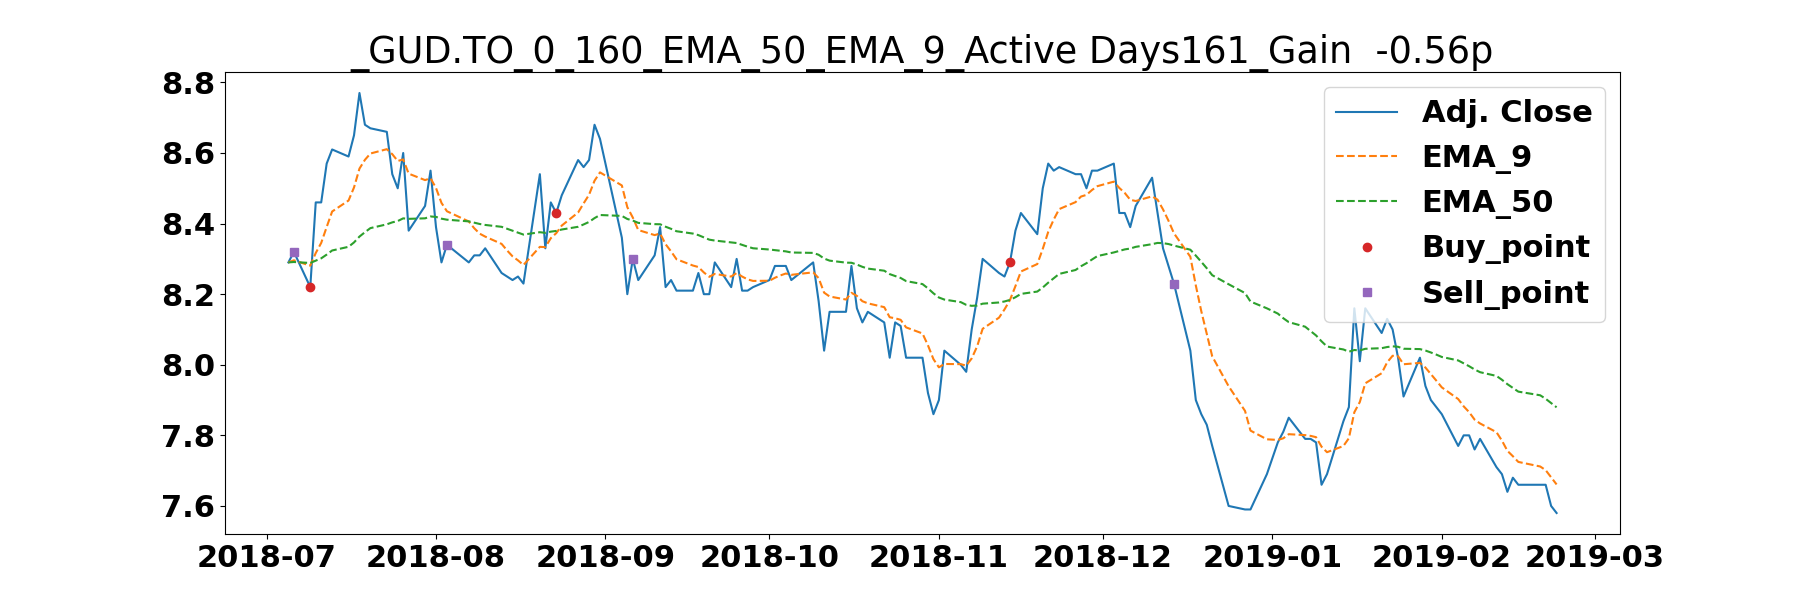 _GUD.TO_0_160_EMA_50_EMA_9_Active Days161_Gain  -0.56p
8.8
8.6
8.4
8.2
8.0
7.8
7.6
Adj. Close
EMA_9
EMA_50
Buy_point
Sell_point
2018-07 2018-08 2018-09 2018-10 2018-11 2018-12 2019-01 2019-02 2019-03